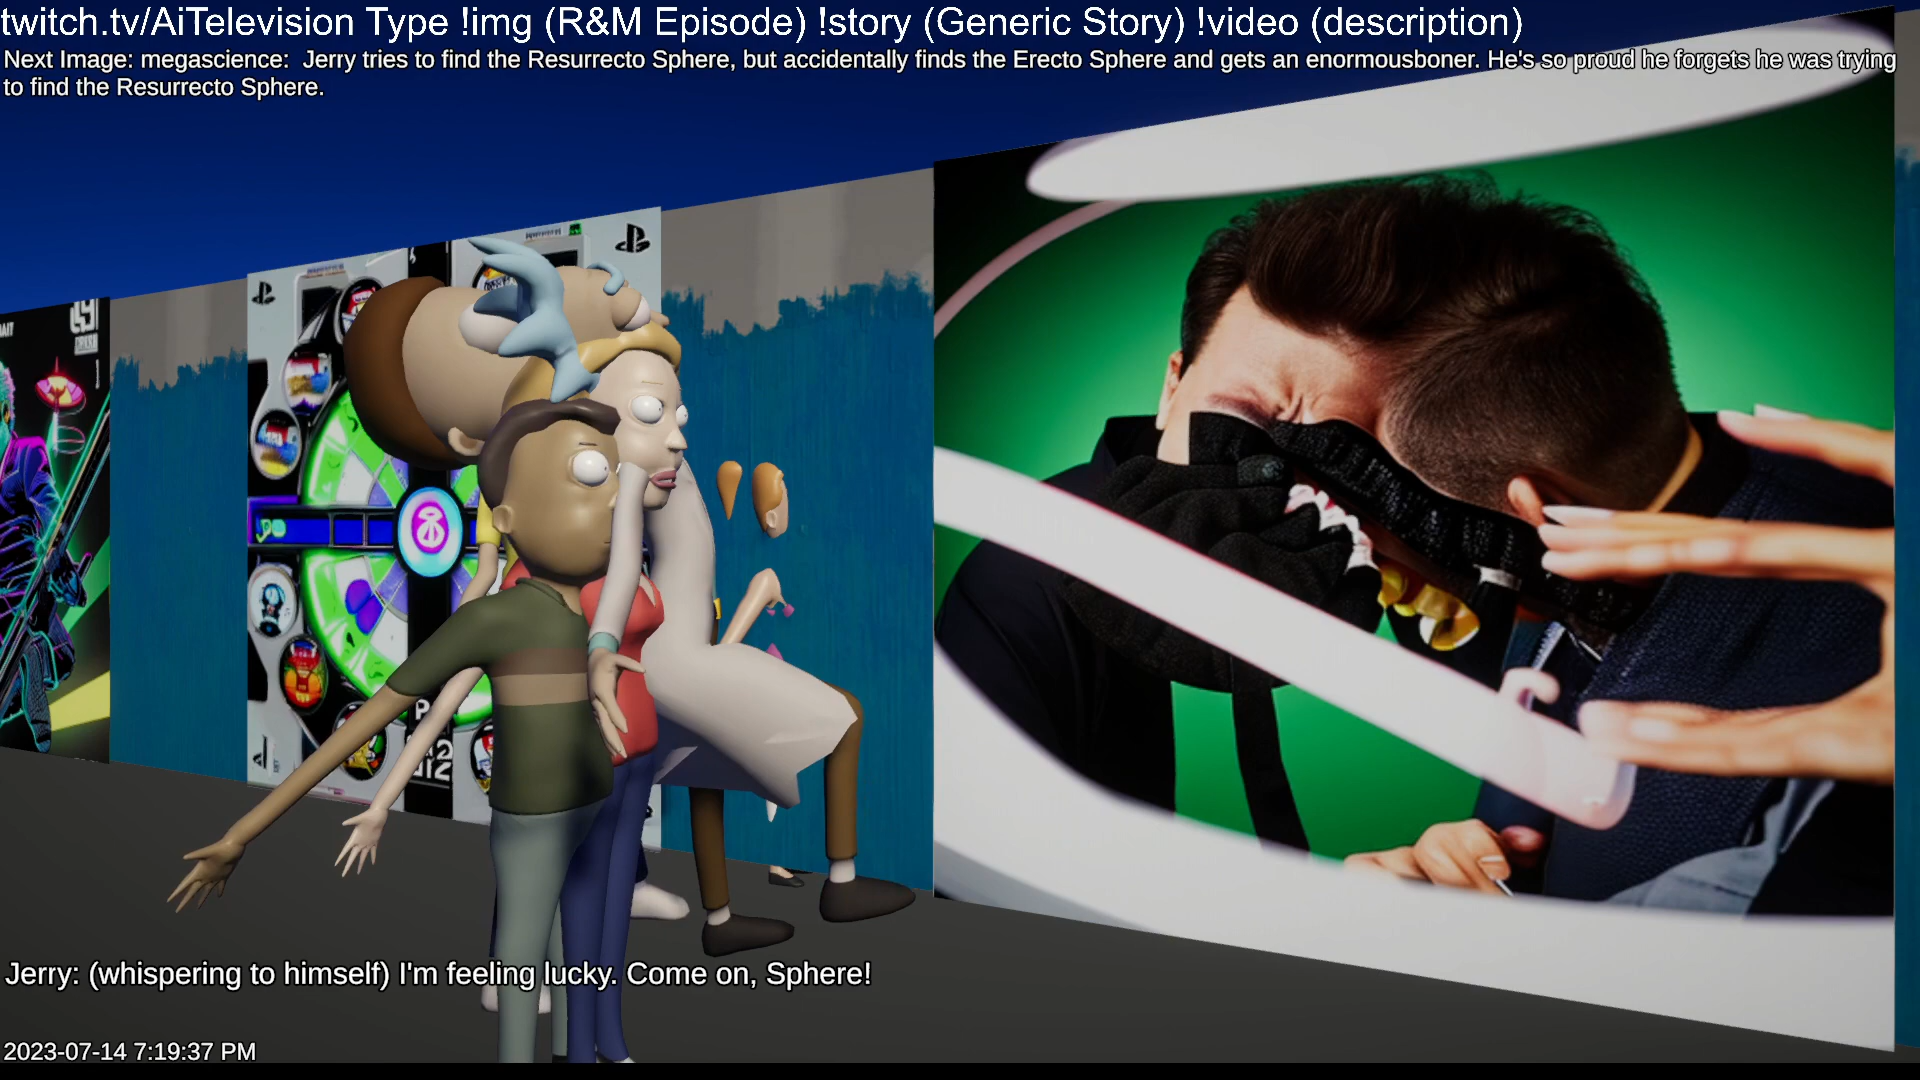 twitch.tv/AiTelevision Type !img (R&M Episode) !story (Generic Story) !video (description)
Next Image: megascience:  Jerry tries to find the Resurrecto Sphere, but accidentally finds the Erecto Sphere and gets an enormousboner. He's so proud he forgets he was trying
to find the Resurrecto Sphere.
Jerry: (whispering to himself) I'm feeling lucky. Come on, Sphere!
2023-07-14 7:19:37 PM